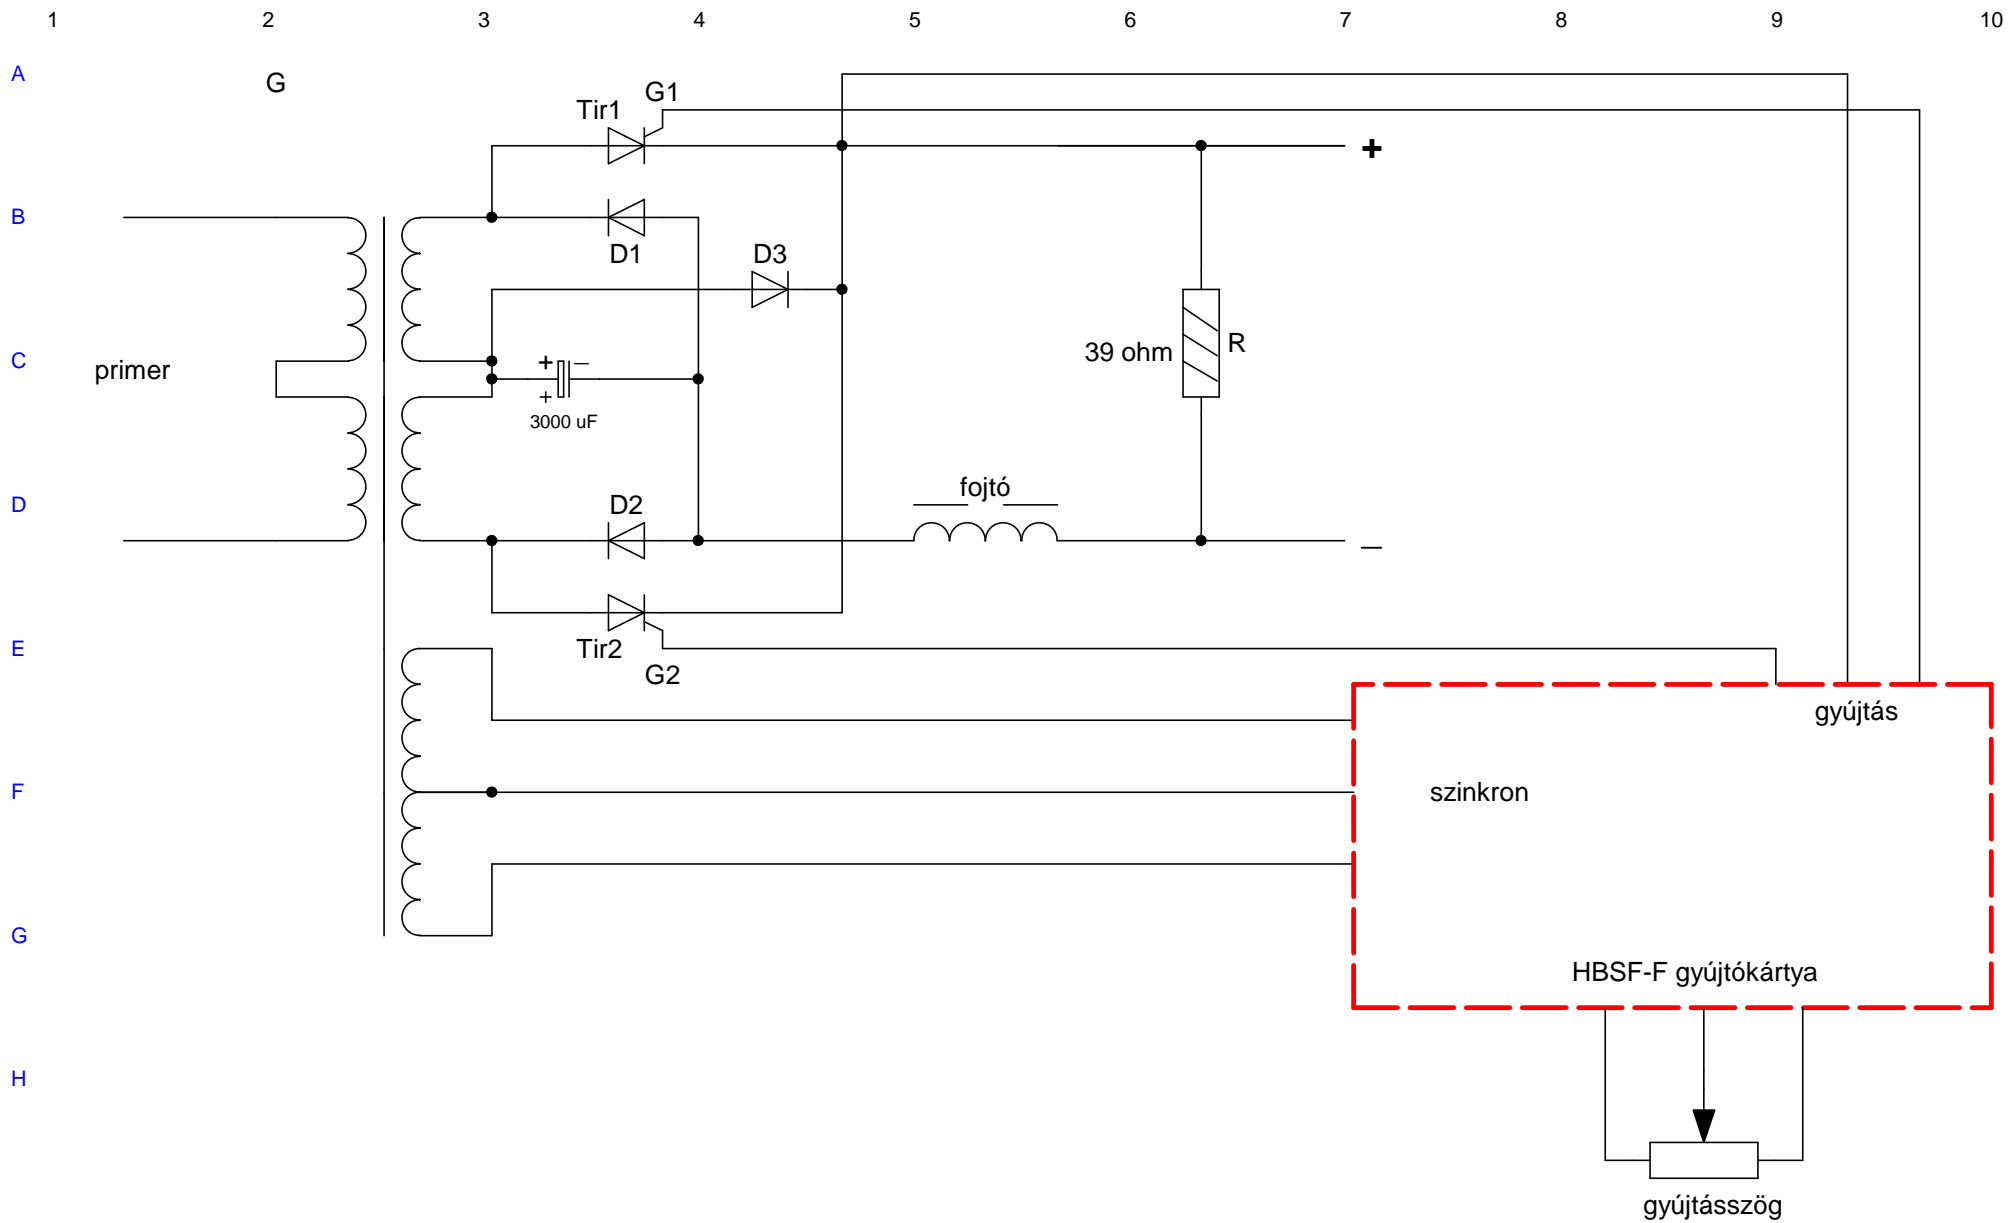 1 2 3 4 5 6 7 8 9 10
A
G
G1
Tir1
+
B
D1
D3
C
primer
+ –
39 ohm
R
+
3000 uF
D
D2
fojtó
–
E
Tir2
G2
gyújtás
F
szinkron
G
HBSF-F gyújtókártya
H
gyújtásszög